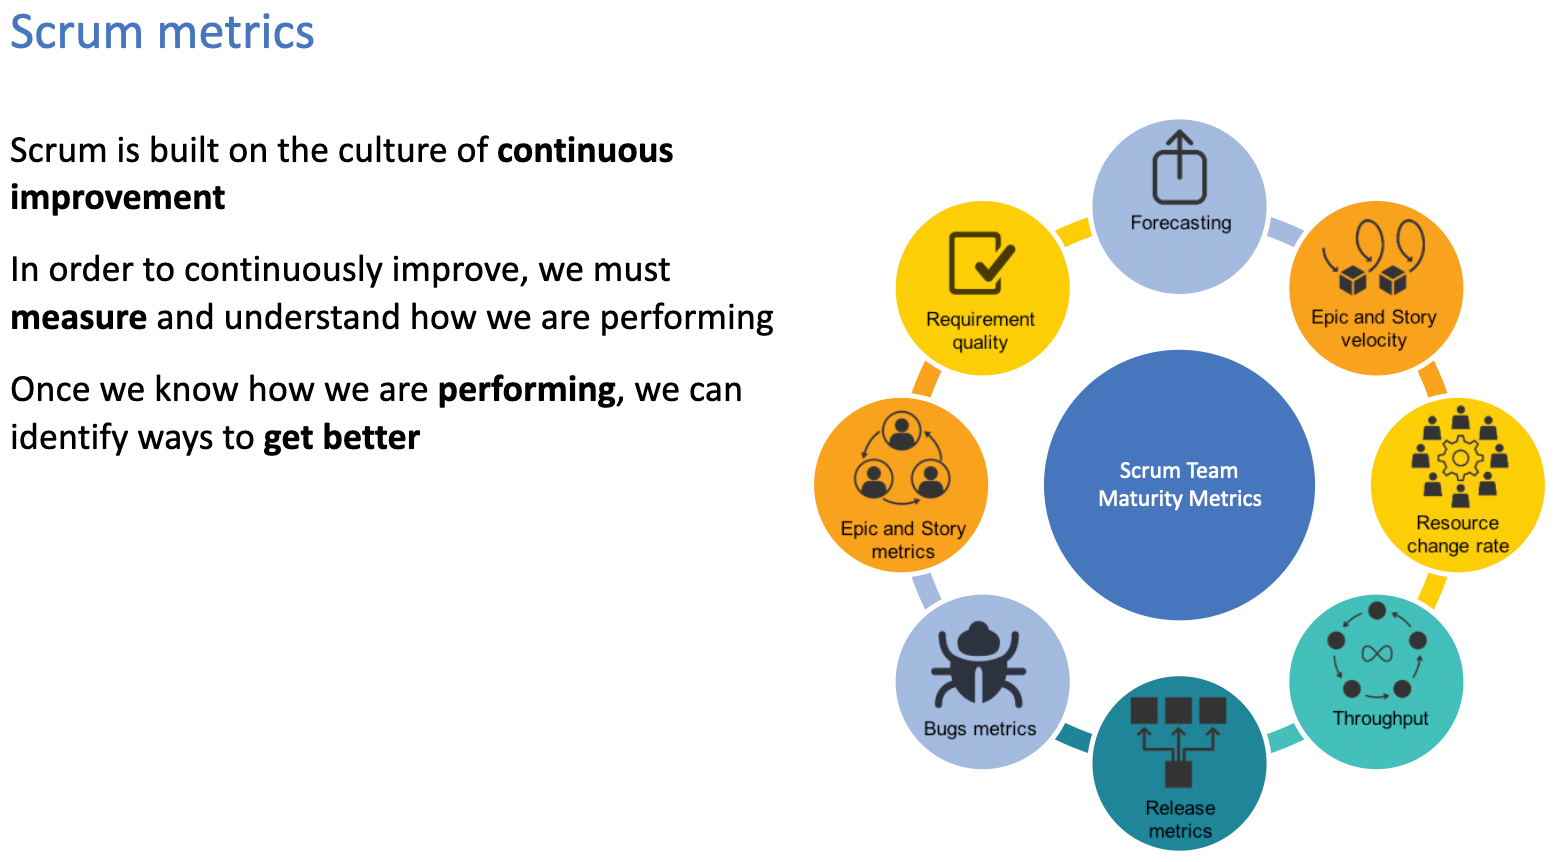 Scrum metrics
Scrum is built on the culture of continuous
improvement
In order to continuously improve, we must
measure and understand how we are performing
Once we know how we are performing, we can
identify ways to get better
Forecasting
Epic and Story
velocity
Resource
change rate
Throughput
Release
metrics
Bugs metrics
Epic and Story
metrics
Requirement
quality
Scrum Team
Maturity Metrics